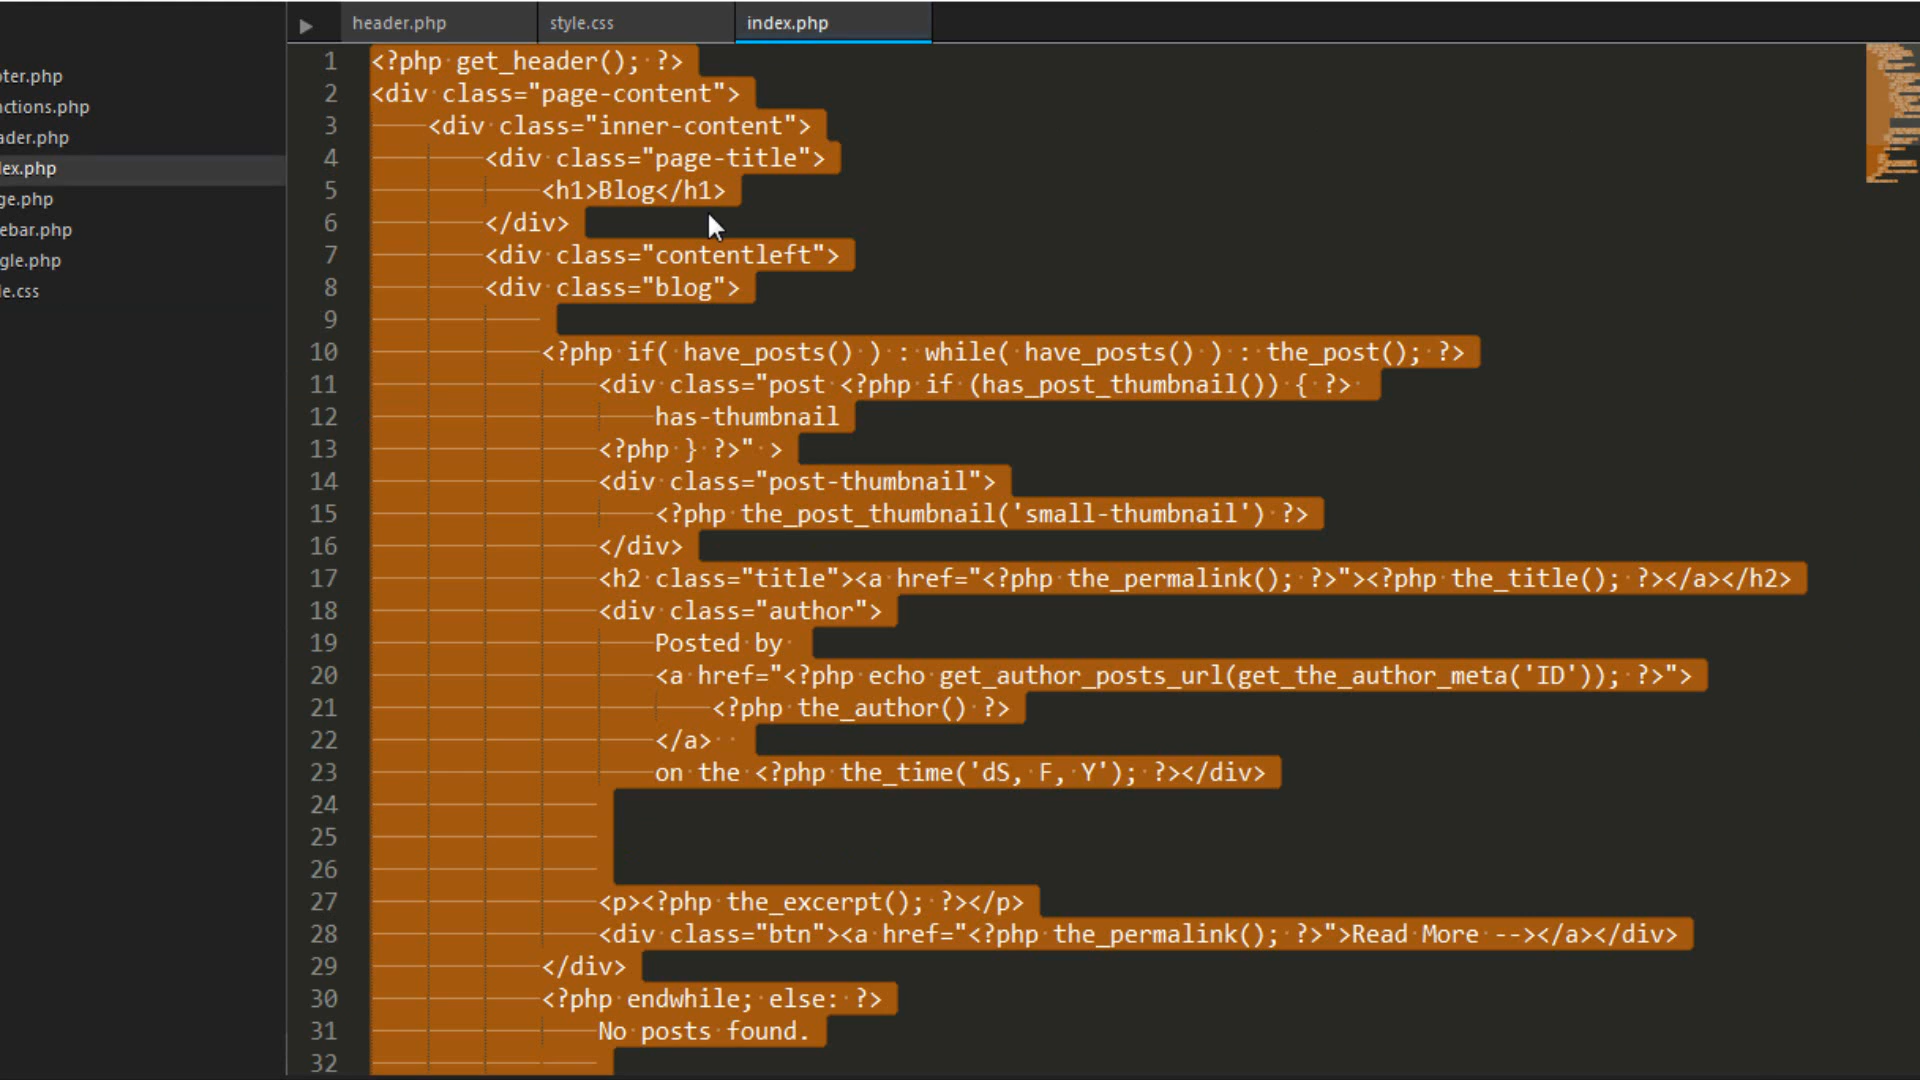 header.php
style.css
index.php
oter.php
nctions.php
ader.php
ex.php
ge.php
ebar.php
gle.php
le.css
1 <?php get_header(); ?>
2 <div class="page-content">
3 <div class="inner-content">
4 <div class="page-title">
5 <h1>Blog</h1>
6 </div>
7 <div class="contentleft">
8 <div class="blog">
9
10 <?php if( have_posts() ) : while( have_posts() ) : the_post(); ?>
11 <div class="post <?php if (has_post_thumbnail()) { ?>
12 has-thumbnail
13 <?php } ?>" >
14 <div class="post-thumbnail">
15 <?php the_post_thumbnail('small-thumbnail') ?>
16 </div>
17 <h2 class="title"><a href="<?php the_permalink(); ?>"><?php the_title(); ?></a></h2>
18 <div class="author">
19 Posted by
20 <a href="<?php echo get_author_posts_url(get_the_author_meta('ID')); ?>">
21 <?php the_author() ?>
22 </a>
23 on the <?php the_time('dS, F, Y'); ?></div>
24
25
26
27 <p><?php the_excerpt(); ?></p>
28 <div class="btn"><a href="<?php the_permalink(); ?>">Read More --></a></div>
29 </div>
30 <?php endwhile; else: ?>
31 No posts found.
32